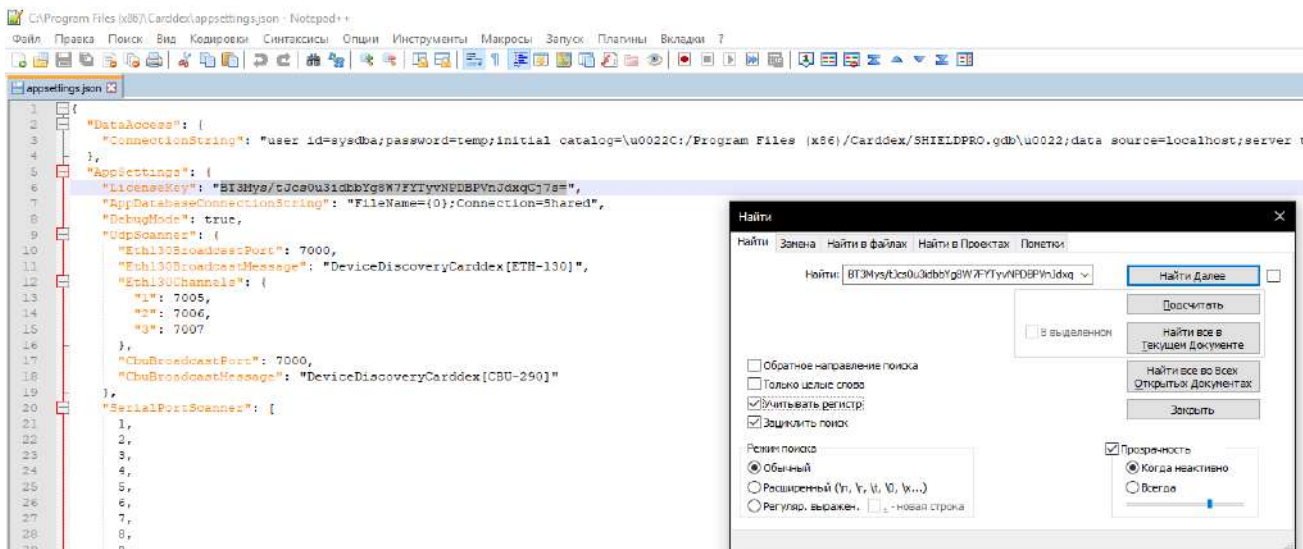 C:\Program Files (x86)\Carddex\appsettings.json - Notepad++
Файл Правка Поиск Вид Кодировки Синтаксисы Опции Инструменты Макросы Запуск Плагины Вкладки ?
appsettings.json
1 {
2 "DataAccess": {
3 "ConnectionString": "user id=sysdba;password=temp;initial catalog=\u0022C:/Program Files (x86)/Carddex/SHIELDPRO.gdb\u0022;data source=localhost;server
4 },
5 "AppSettings": {
6 "LicenseKey":
7 "AppDatabaseConnectionString": "FileName={0};Connection=Shared",
8 "DebugMode": true,
9 "UdpScanner": {
10 "Eth130BroadcastPort": 7000,
11 "Eth130BroadcastMessage": "DeviceDiscoveryCarddex[ETH-130]",
12 "Eth130Channels": {
13 "1": 7005,
14 "2": 7006,
15 "3": 7007
16 },
17 "CbuBroadcastPort": 7000,
18 "CbuBroadcastMessage": "DeviceDiscoveryCarddex[CBU-290]"
19 },
20 "SerialPortScanner": [
21 1,
22 2,
23 3,
24 4,
25 5,
26 6,
27 7,
28 8,
Найти
Найти Замена Найти в файлах Найти в Проектах Пометки
Найти:
Найти Далее
Подсчитать
В выделенном
Найти все в Текущем Документе
Найти все во Всех Открытых Документах
Закрыть
Обратное направление поиска
Только целые слова
Учитывать регистр
Зациклить поиск
Режим поиска
Обычный
Расширенный (\n, \r, \t, \0, \x...)
Регуляр. выражен. . - новая строка
Прозрачность
Когда неактивно
Всегда